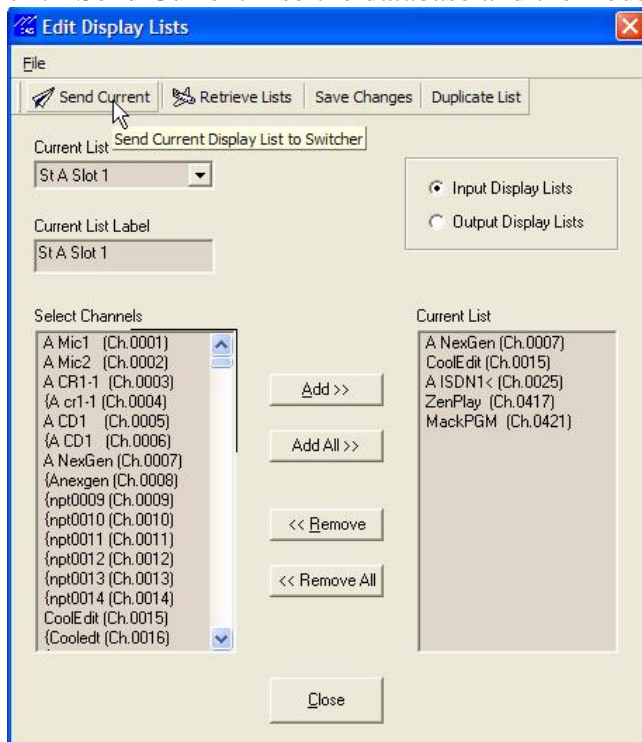 Edit Display Lists
File
Send Current
Retrieve Lists
Save Changes
Duplicate List
Send Current Display List to Switcher
Current List
St A Slot 1
Input Display Lists
Output Display Lists
Current List Label
St A Slot 1
Select Channels
A Mic1 (Ch.0001)
A Mic2 (Ch.0002)
A CR1-1 (Ch.0003)
{A cr1-1 (Ch.0004)
A CD1 (Ch.0005)
{A CD1 (Ch.0006)
A NexGen (Ch.0007)
{Anexgen (Ch.0008)
{npt0009 (Ch.0009)
{npt0010 (Ch.0010)
{npt0011 (Ch.0011)
{npt0012 (Ch.0012)
{npt0013 (Ch.0013)
{npt0014 (Ch.0014)
CoolEdit (Ch.0015)
{Cooledt (Ch.0016)
Add >>
Add All >>
<< Remove
<< Remove All
Current List
A NexGen (Ch.0007)
CoolEdit (Ch.0015)
A ISDN1< (Ch.0025)
ZenPlay (Ch.0417)
MackPGM (Ch.0421)
Close